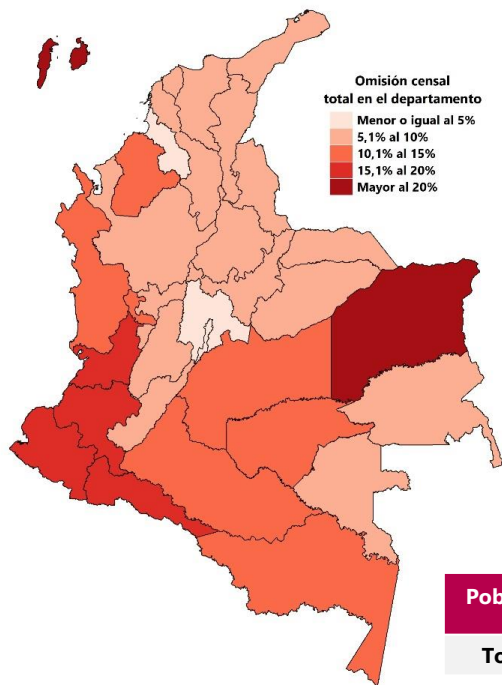 Omisión censal
total en el departamento
Menor o igual al 5%
5,1% al 10%
10,1% al 15%
15,1% al 20%
Mayor al 20%